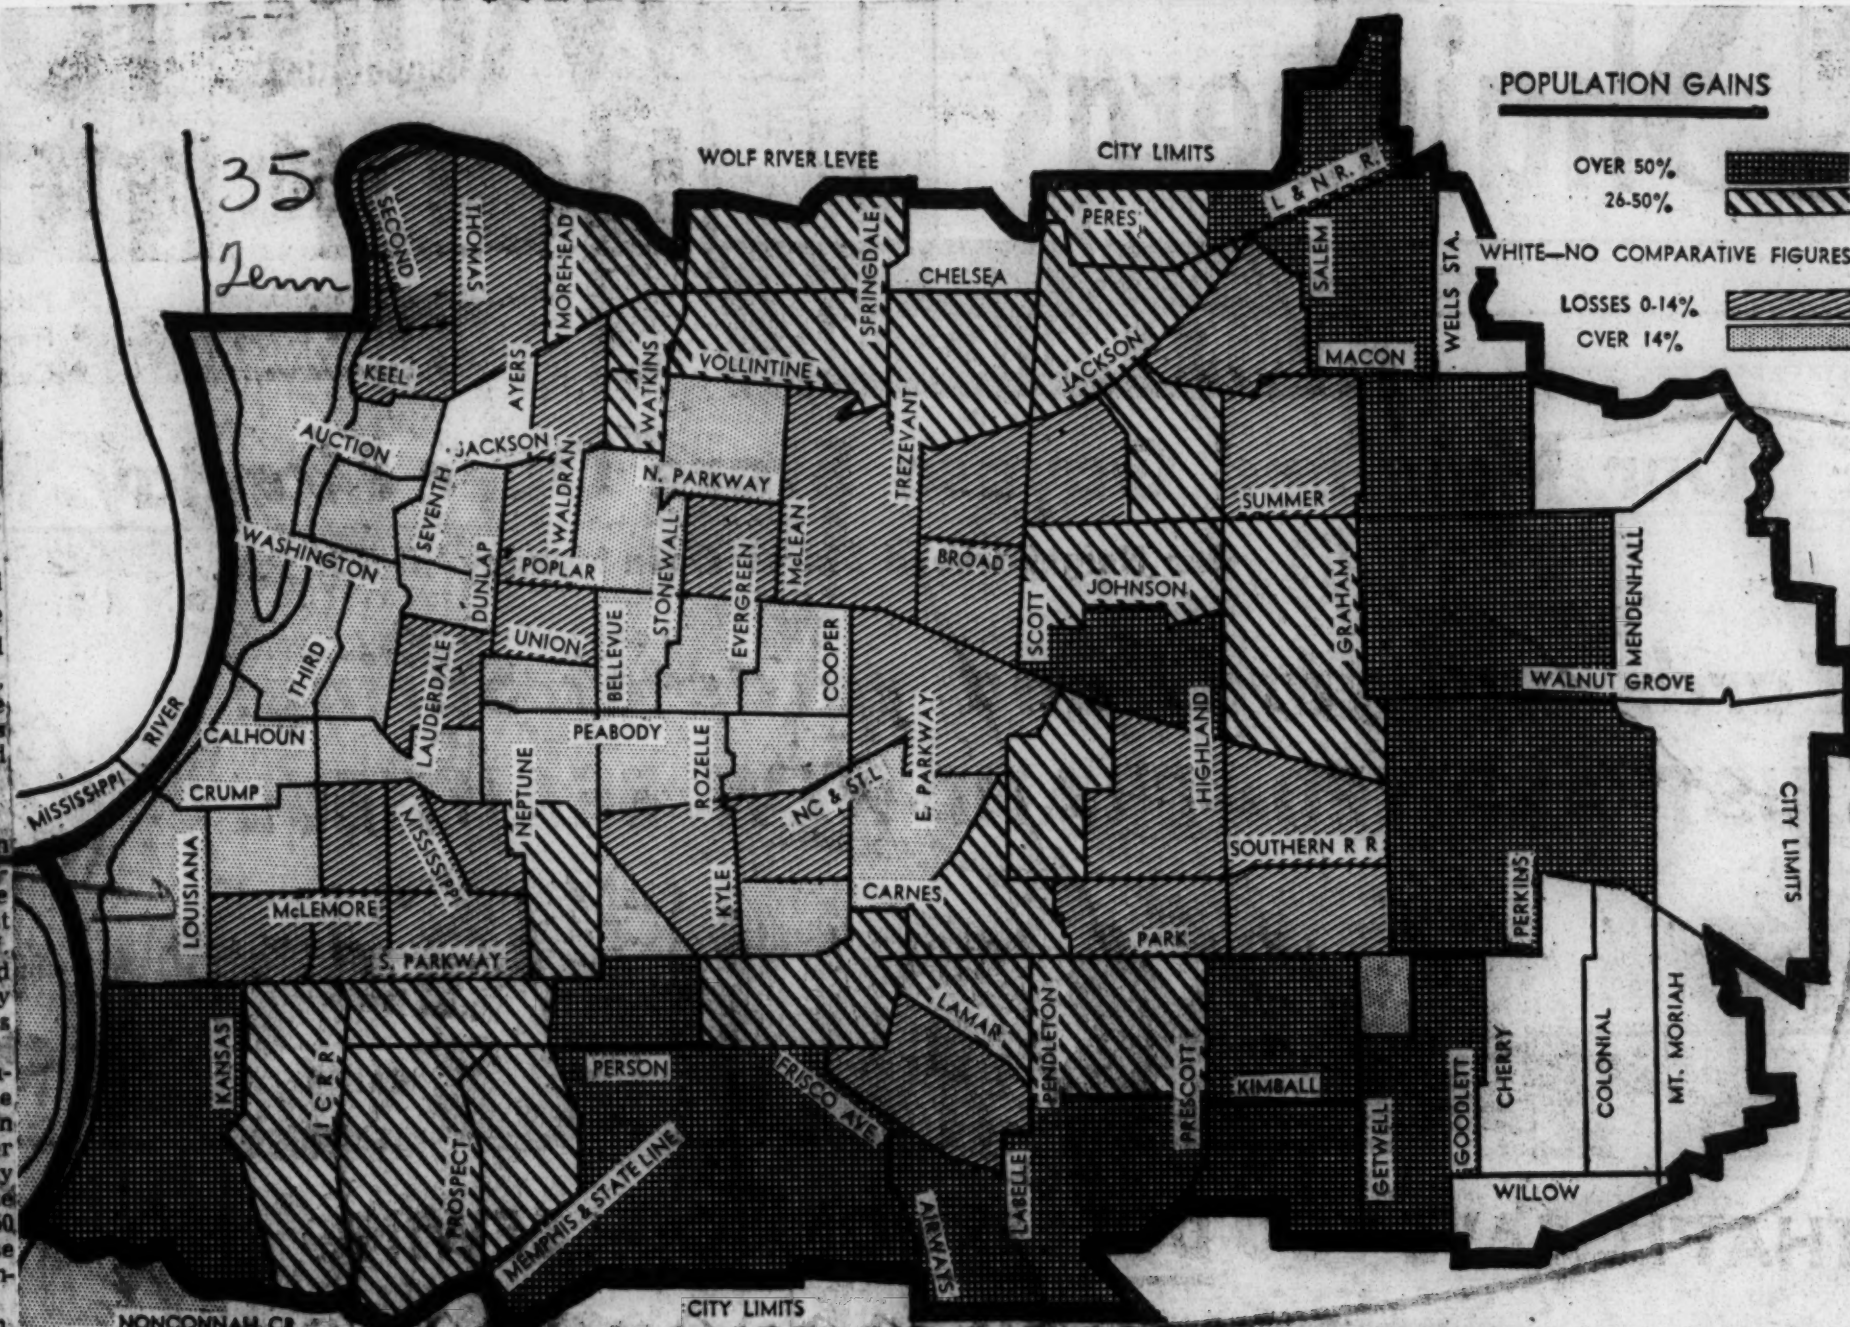 POPULATION GAINS
OVER 50%
26-50%
WHITE—NO COMPARATIVE FIGURES
LOSSES 0-14%
OVER 14%
35
Tenn
WOLF RIVER LEVEE
CITY LIMITS
L & N. R. R.
SECOND
THOMAS
MOREHEAD
SPRINGDALE
PERES
SALEM
WELLS STA.
CHELSEA
KEEL
AYERS
WATKINS
VOLLINTINE
JACKSON
MACON
AUCTION
JACKSON
WALDRAN
N. PARKWAY
TREZEVANT
SUMMER
SEVENTH
WASHINGTON
DUNLAP
POPLAR
STONEWALL
EVERGREEN
McLEAN
BROAD
JOHNSON
SCOTT
GRAHAM
MENDENHALL
THIRD
LAUDERDALE
UNION
BELLEVUE
COOPER
WALNUT GROVE
RIVER
CALHOUN
PEABODY
ROZELLE
E. PARKWAY
HIGHLAND
MISSISSIPPI
CRUMP
NEPTUNE
NC & ST.L
CITY LIMITS
LOUISIANA
MISSISSIPPI
KYLE
CARNES
SOUTHERN R R
PERKINS
McLEMORE
S. PARKWAY
PARK
KANSAS
I C R R
PERSON
FRISCO AVE.
LAMAR
PENDLETON
PRESCOTT
KIMBALL
GETWELL
GOODLETT
CHERRY
COLONIAL
MT. MORIAH
PROSPECT
MEMPHIS & STATE LINE
AIRWAYS
LABELLE
WILLOW
CITY LIMITS
NONCONNAH CR.